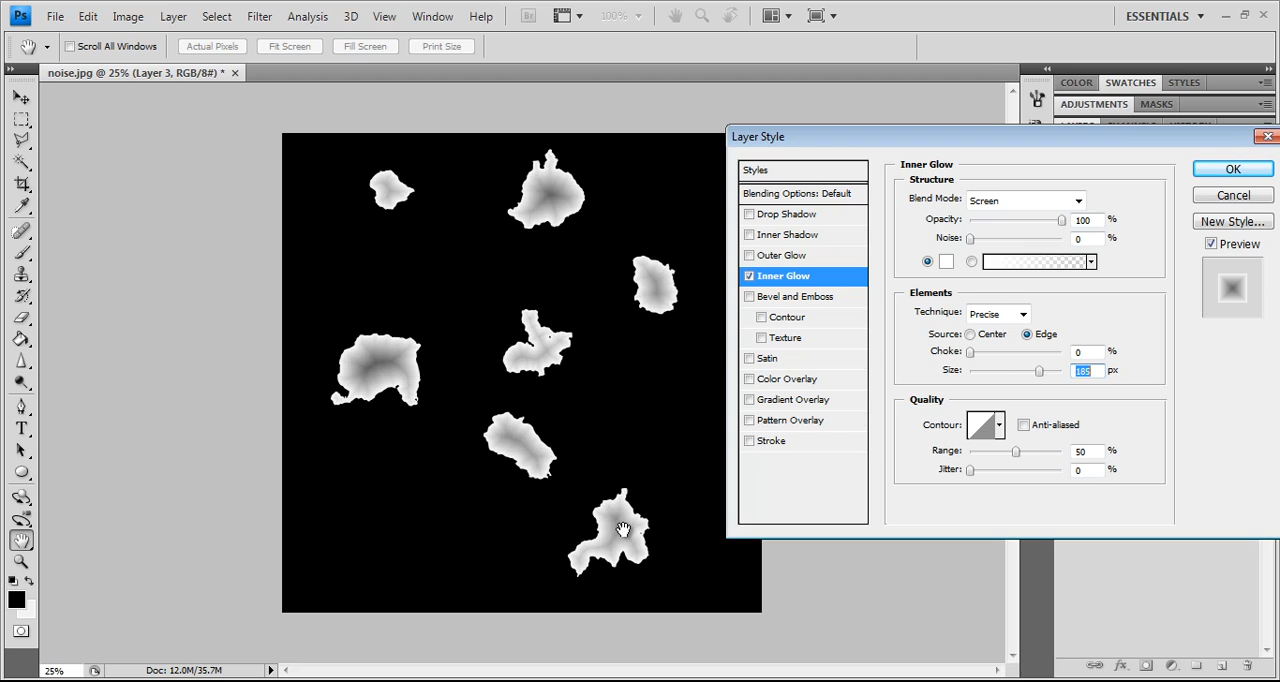 Ps File Edit Image Layer Select Filter Analysis 3D View Window Help Br 100% ESSENTIALS
Scroll All Windows Actual Pixels Fit Screen Fill Screen Print Size
noise.jpg @ 25% (Layer 3, RGB/8#) *
COLOR SWATCHES STYLES
ADJUSTMENTS MASKS
Layer Style
Styles
Blending Options: Default
Drop Shadow
Inner Shadow
Outer Glow
Inner Glow
Bevel and Emboss
Contour
Texture
Satin
Color Overlay
Gradient Overlay
Pattern Overlay
Stroke
Inner Glow
Structure
Blend Mode: Screen
Opacity: 100 %
Noise: 0 %
Elements
Technique: Precise
Source: Center Edge
Choke: 0 %
Size: 185 px
Quality
Contour: Anti-aliased
Range: 50 %
Jitter: 0 %
OK
Cancel
New Style...
Preview
T
25% Doc: 12.0M/35.7M
fx